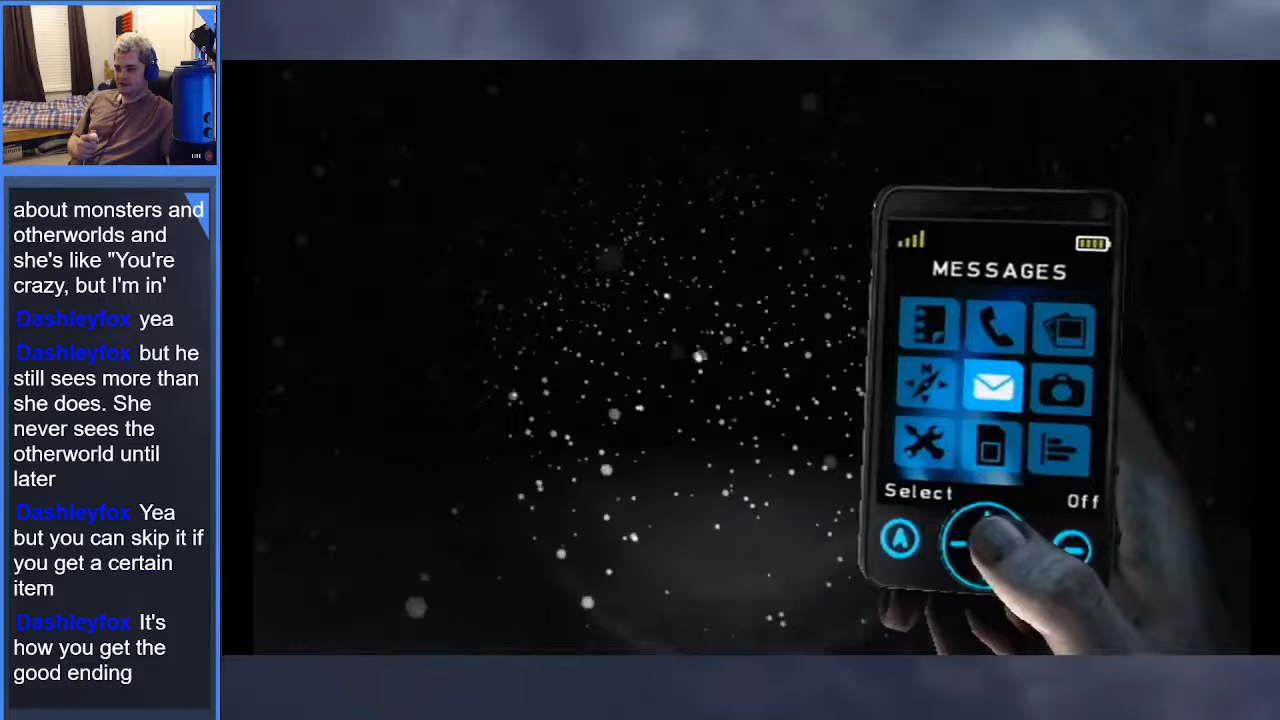 about monsters and
otherworlds and
she's like "You're
crazy, but I'm in'
Dashleyfox yea
Dashleyfox but he
still sees more than
she does. She
never sees the
otherworld until
later
Dashleyfox Yea
but you can skip it if
you get a certain
item
Dashleyfox It's
how you get the
good ending
MESSAGES
N
Select
Off
A